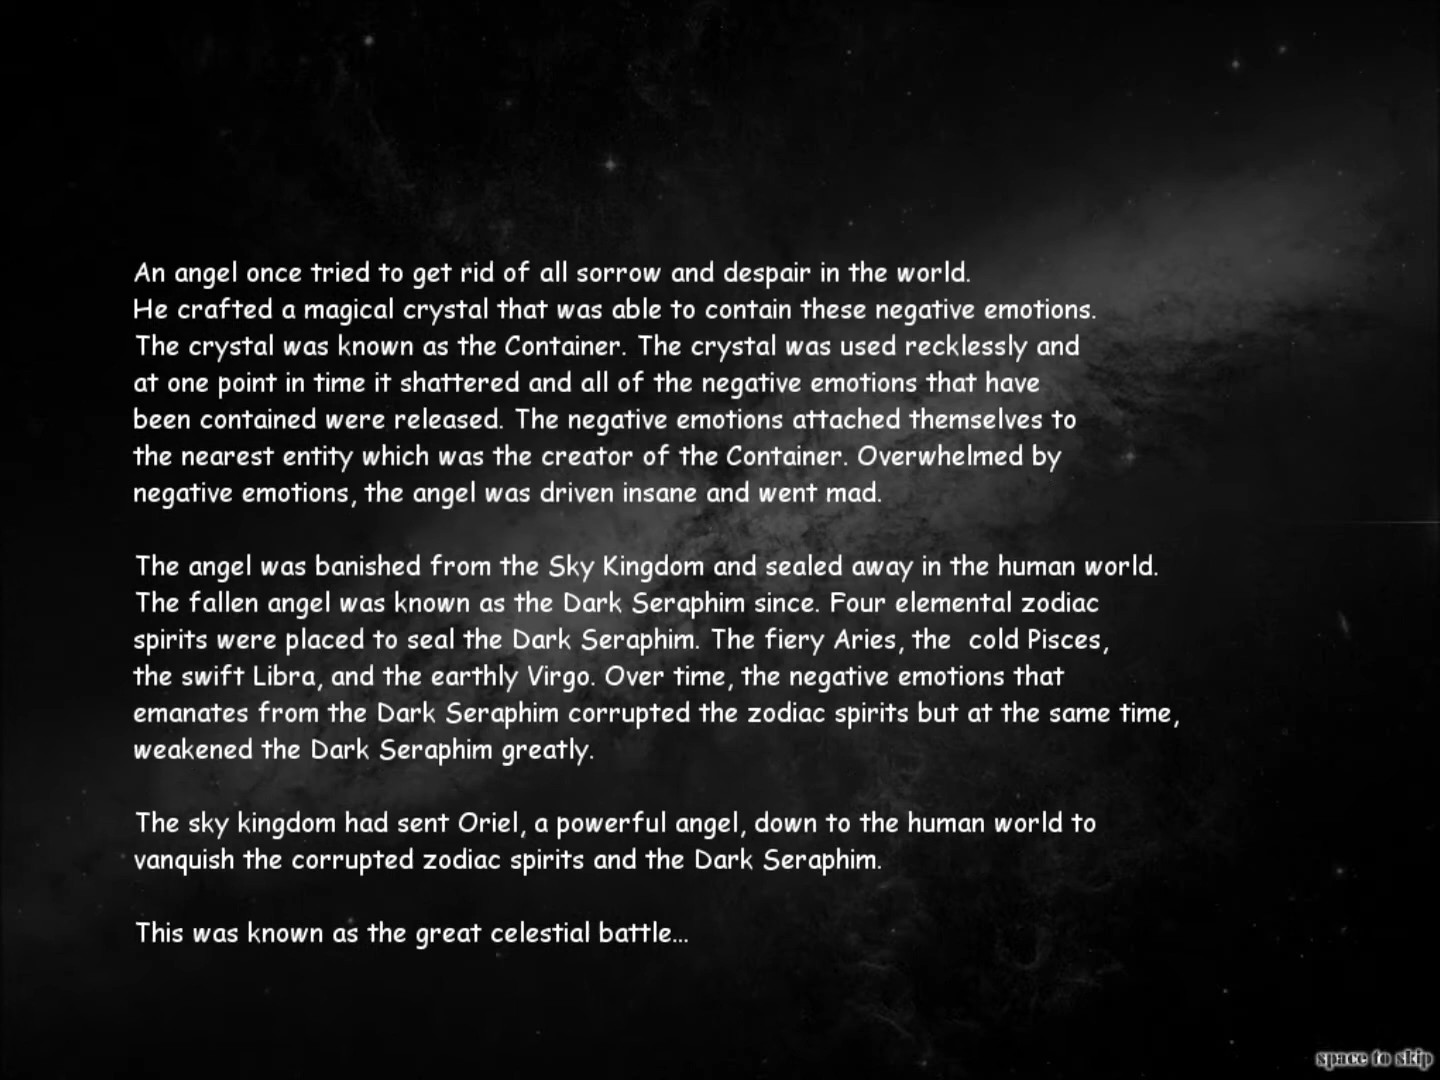 An angel once tried to get rid of all sorrow and despair in the world.
He crafted a magical crystal that was able to contain these negative emotions.
The crystal was known as the Container. The crystal was used recklessly and
at one point in time it shattered and all of the negative emotions that have
been contained were released. The negative emotions attached themselves to
the nearest entity which was the creator of the Container. Overwhelmed by
negative emotions, the angel was driven insane and went mad.
The angel was banished from the Sky Kingdom and sealed away in the human world.
The fallen angel was known as the Dark Seraphim since. Four elemental zodiac
spirits were placed to seal the Dark Seraphim. The fiery Aries, the  cold Pisces,
the swift Libra, and the earthly Virgo. Over time, the negative emotions that
emanates from the Dark Seraphim corrupted the zodiac spirits but at the same time,
weakened the Dark Seraphim greatly.
The sky kingdom had sent Oriel, a powerful angel, down to the human world to
vanquish the corrupted zodiac spirits and the Dark Seraphim.
This was known as the great celestial battle...
space to skip